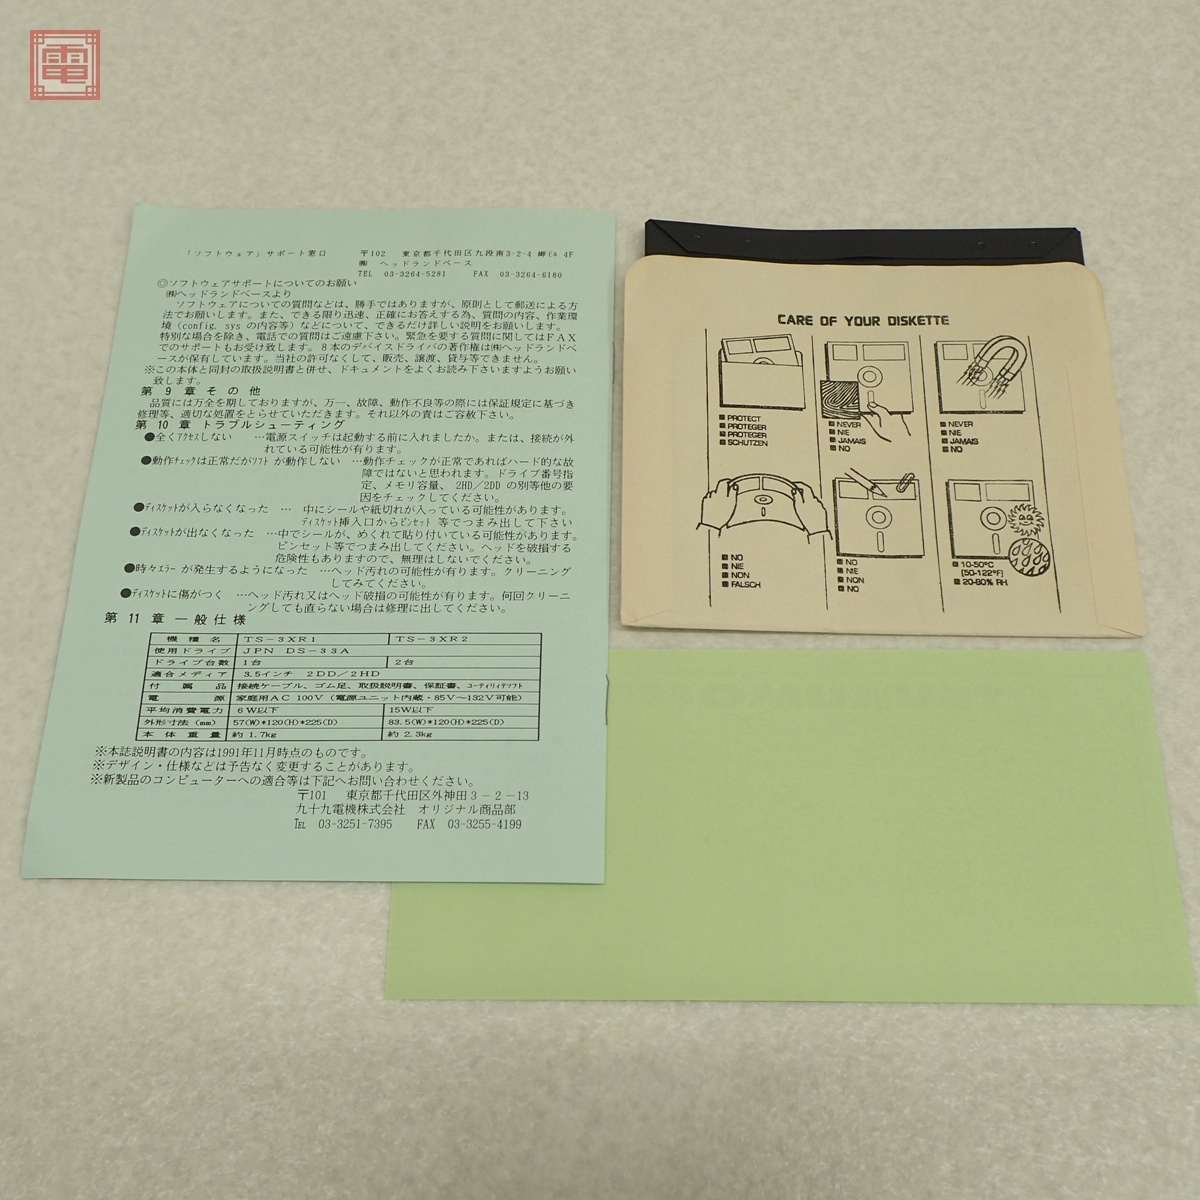 電
「ソフトウェア」サポート窓口 〒102 東京都千代田区九段南3-2-4 4F
㈱ ヘッドランドベース
TEL 03-3264-5281 FAX 03-3264-6180
◎ソフトウェアサポートについてのお願い
㈱ヘッドランドベースより
ソフトウェアについての質問などは、勝手ではありますが、原則として郵送による方
法でお願いします。また、できる限り迅速、正確にお答えする為、質問の内容、作業環
境（config. sys の内容等）などについて、できるだけ詳しい説明をお願いします。
特別な場合を除き、電話での質問はご遠慮下さい。緊急を要する質問に関してはＦＡＸ
でのサポートもお受け致します。８本のデバイスドライバの著作権は㈱ヘッドランドベ
ースが保有しています。当社の許可なくして、販売、譲渡、貸与等できません。
※この本体と同封の取扱説明書と併せ、ドキュメントをよくお読み下さいますようお願い
致します。
第 9 章 そ の 他
品質には万全を期しておりますが、万一、故障、動作不良等の際には保証規定に基づき
修理等、適切な処置をとらせていただきます。それ以外の責はご容赦下さい。
第 10 章 トラブルシューティング
●全くｱｸｾｽしない …電源スイッチは起動する前に入れましたか。または、接続が外
れている可能性が有ります。
●動作ﾁｪｯｸは正常だがｿﾌﾄ が動作しない …動作チェックが正常であればハード的な故
障ではないと思われます。ドライブ番号指
定、メモリ容量、 2HD/2DD の別等他の要
因をチェックしてください。
●ﾃﾞｨｽｹｯﾄが入らなくなった … 中にシールや紙切れが入っている可能性があります。
ﾃﾞｨｽｹｯﾄ挿入口からﾋﾟﾝｾｯﾄ 等でつまみ出して下さい
●ﾃﾞｨｽｹｯﾄが出なくなった …中でシールが、めくれて貼り付いている可能性があります。
ピンセット等でつまみ出してください。ヘッドを破損する
危険性もありますので、無理はしないでください。
●時々ｴﾗｰ が発生するようになった …ヘッド汚れの可能性が有ります。クリーニング
してみてください。
●ﾃﾞｨｽｹｯﾄに傷がつく …ヘッド汚れ又はヘッド破損の可能性が有ります。何回クリーニ
ングしても直らない場合は修理に出してください。
第 11 章 一 般 仕 様
機 種 名 TS－3XR1 TS－3XR2
使用ドライブ JPN DS－33A
ドライブ台数 1台 2台
適合メディア 3.5インチ 2DD／2HD
付 属 品 接続ケーブル、ゴム足、取扱説明書、保証書、ﾕｰﾃｨﾘｨﾃｿﾌﾄ
電 源 家庭用AC 100V（電源ユニット内蔵・85V～132V可能）
平均消費電力 6W以下 15W以下
外形寸法（mm） 57(W)*120(H)*225(D) 83.5(W)*120(H)*225(D)
本 体 重 量 約 1.7kg 約 2.3kg
※本誌説明書の内容は1991年11月時点のものです。
※デザイン・仕様などは予告なく変更することがあります。
※新製品のコンピューターへの適合等は下記へお問い合わせください。
〒101 東京都千代田区外神田３－２－13
九十九電機株式会社 オリジナル商品部
℡ 03-3251-7395 FAX 03-3255-4199
CARE OF YOUR DISKETTE
PROTECT
PROTEGER
PROTEGER
SCHUTZEN
NEVER
NIE
JAMAIS
NO
NEVER
NIE
JAMAIS
NO
NO
NIE
NON
FALSCH
NO
NIE
NON
NO
10-50°C
(50-122°F)
20-80% RH